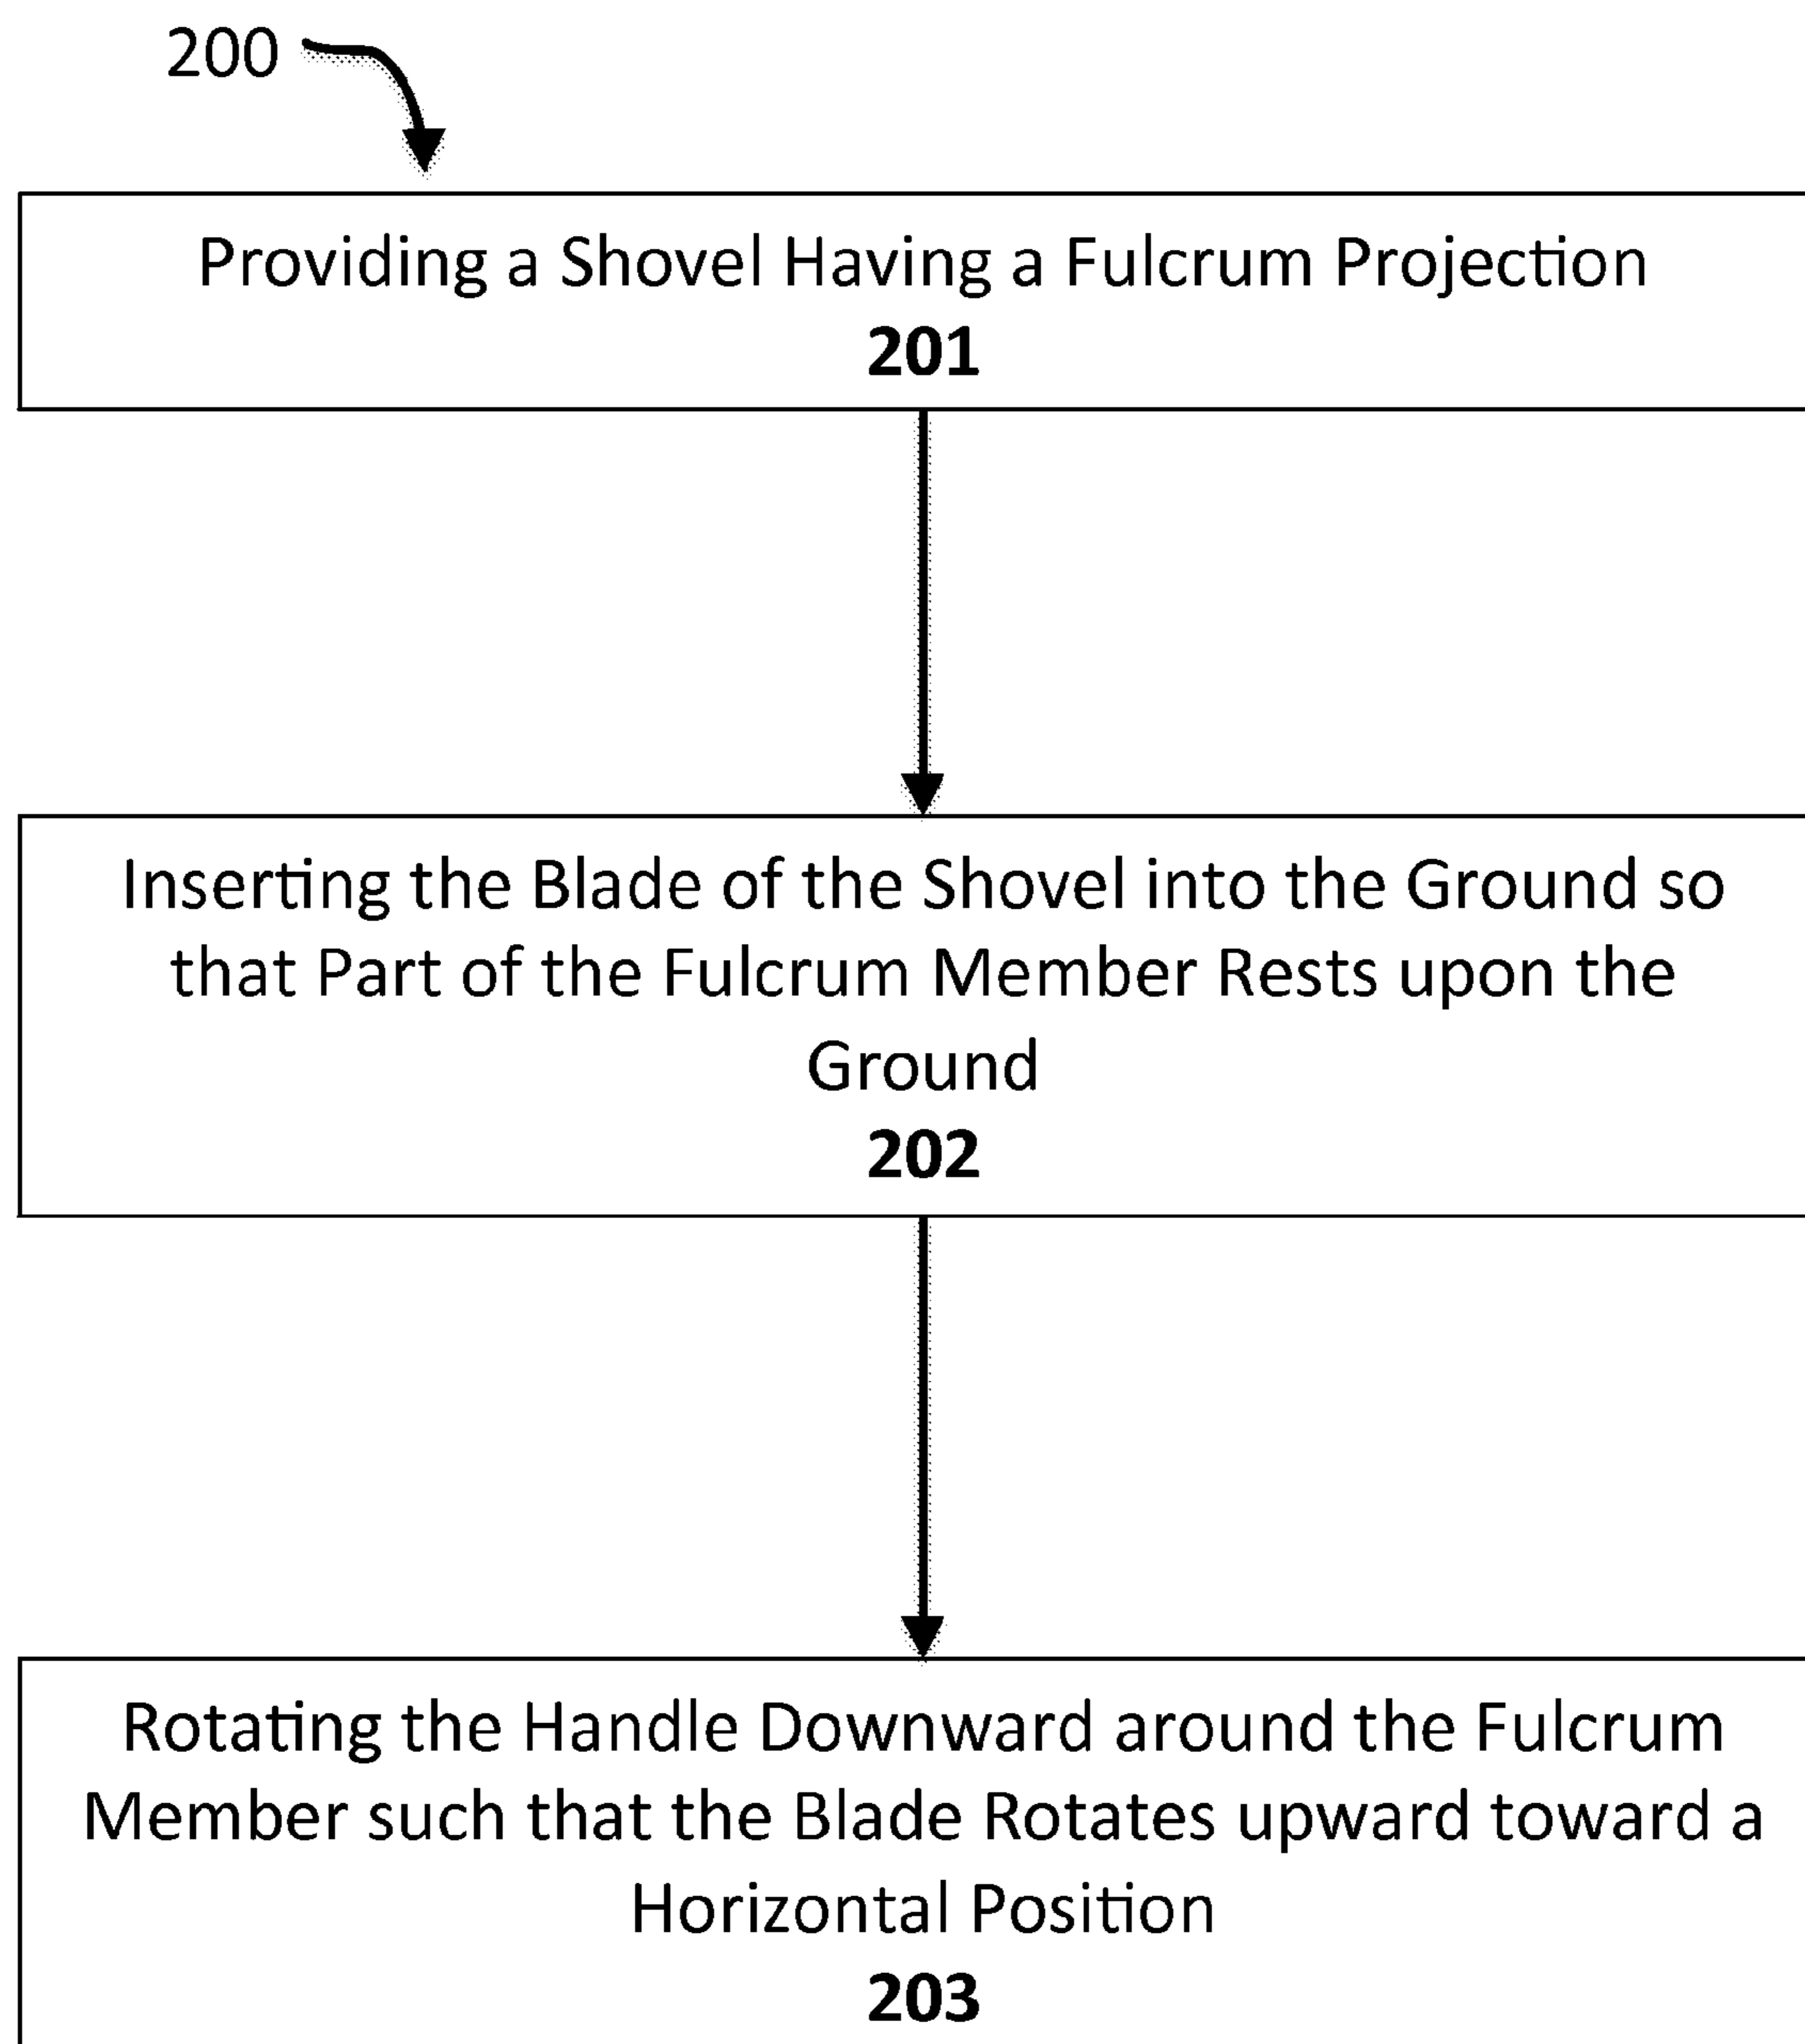 200
Providing a Shovel Having a Fulcrum Projection
201
Inserting the Blade of the Shovel into the Ground so
that Part of the Fulcrum Member Rests upon the
Ground
202
Rotating the Handle Downward around the Fulcrum
Member such that the Blade Rotates upward toward a
Horizontal Position
203